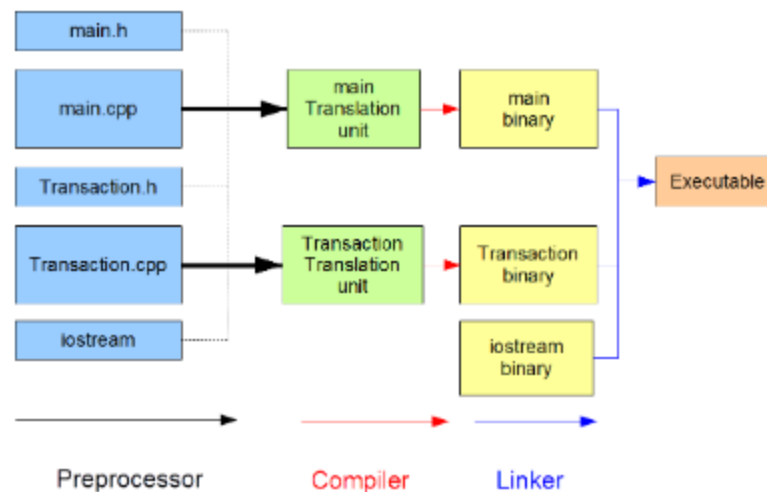 main.h
main.cpp
Transaction.h
Transaction.cpp
iostream
main
Translation
unit
Transaction
Translation
unit
main
binary
Transaction
binary
iostream
binary
Executable
Preprocessor
Compiler
Linker